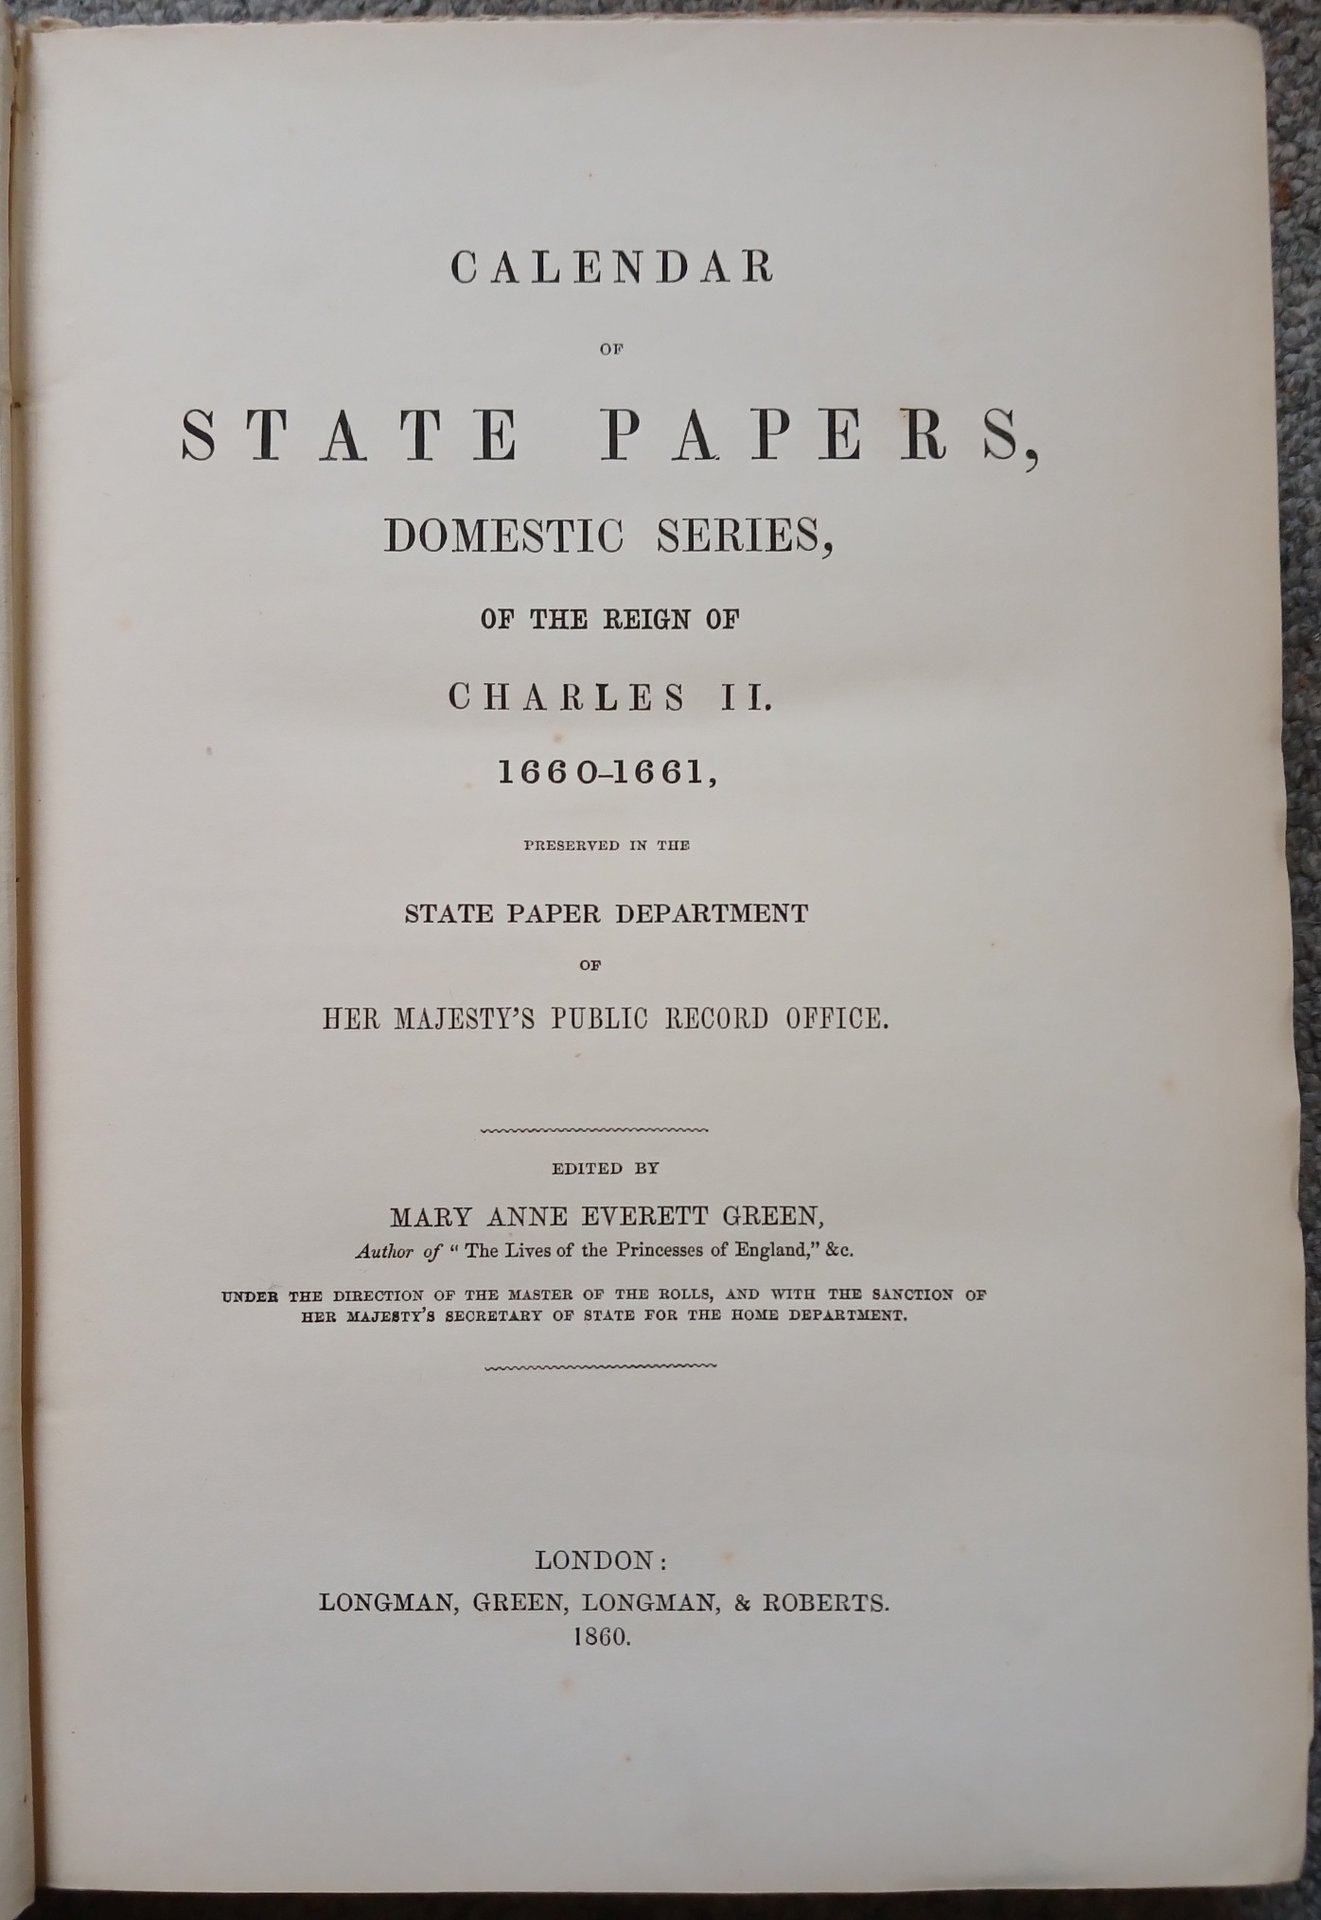 CALENDAR
OF
STATE PAPERS,
DOMESTIC SERIES,
OF THE REIGN OF
CHARLES II.
1660–1661,
PRESERVED IN THE
STATE PAPER DEPARTMENT
OF
HER MAJESTY'S PUBLIC RECORD OFFICE.
EDITED BY
MARY ANNE EVERETT GREEN,
Author of “ The Lives of the Princesses of England,” &c.
UNDER THE DIRECTION OF THE MASTER OF THE ROLLS, AND WITH THE SANCTION OF
HER MAJESTY'S SECRETARY OF STATE FOR THE HOME DEPARTMENT.
LONDON:
LONGMAN, GREEN, LONGMAN, & ROBERTS.
1860.